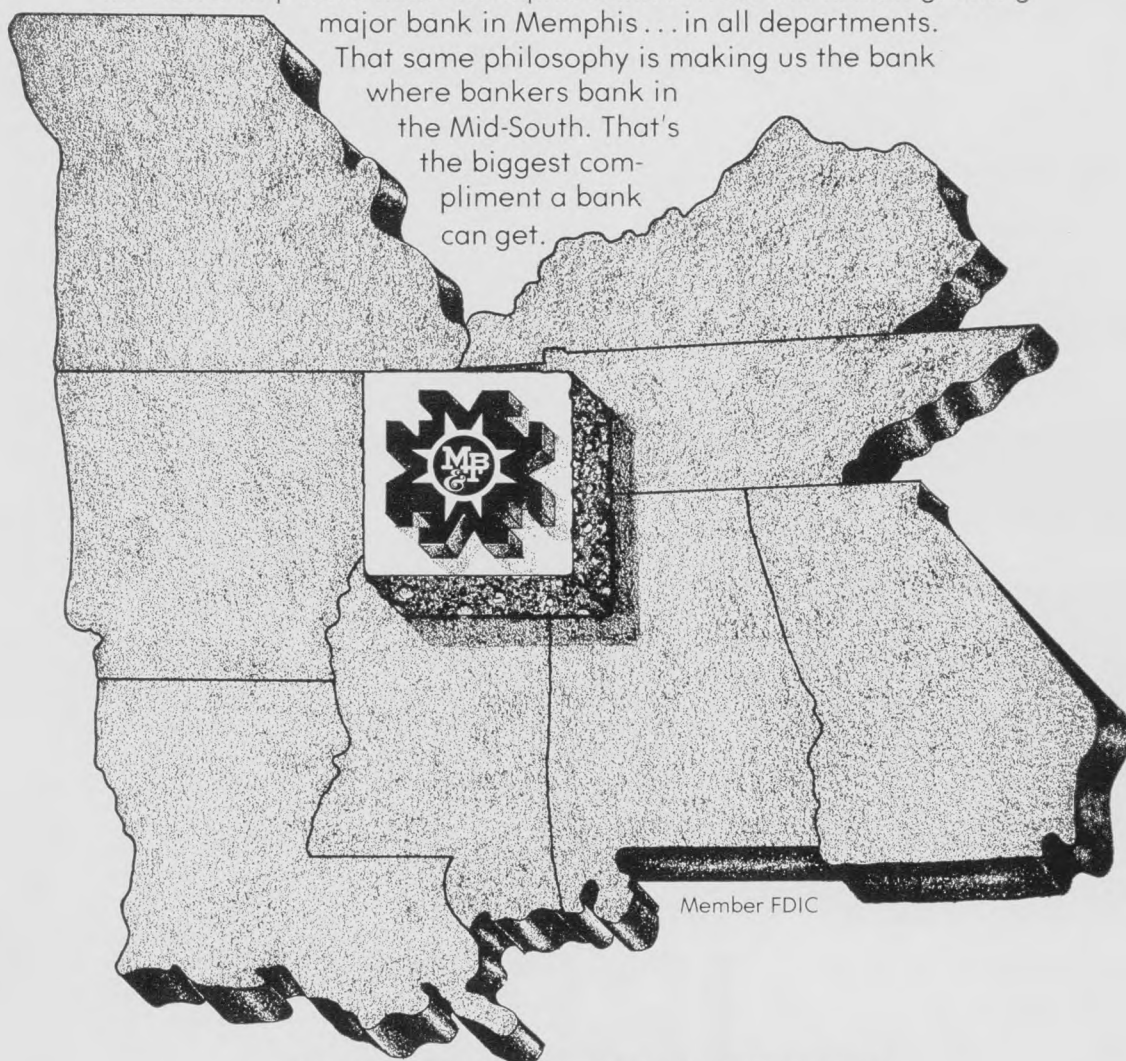 major bank in Memphis... in all departments.
That same philosophy is making us the bank
where bankers bank in
the Mid-South. That's
the biggest com-
pliment a bank
can get.
MB
&T
Member FDIC